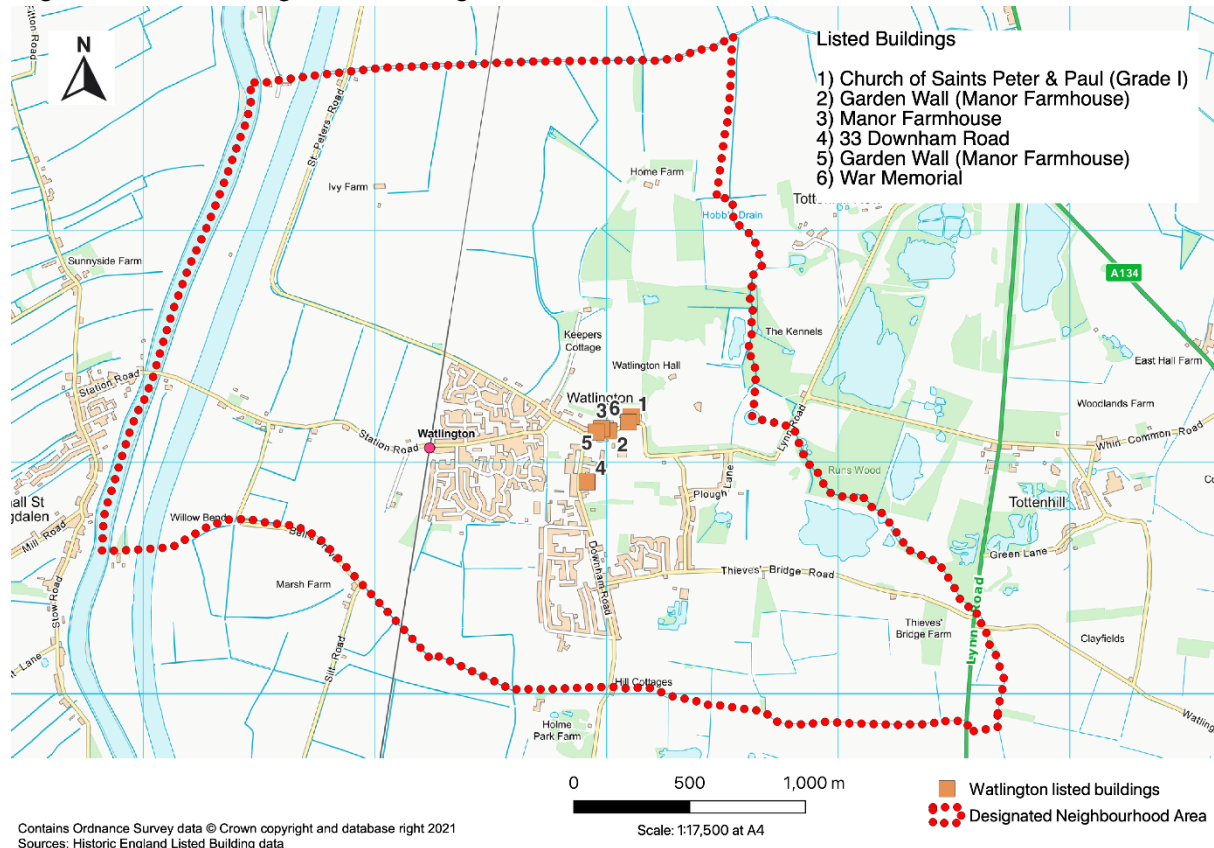 N
Listed Buildings
1) Church of Saints Peter & Paul (Grade I)
2) Garden Wall (Manor Farmhouse)
3) Manor Farmhouse
4) 33 Downham Road
5) Garden Wall (Manor Farmhouse)
6) War Memorial
Road
St. Peters Road
Ivy Farm
Home Farm
Hobb's Drain
Sunnyside Farm
A134
The Kennels
Keepers
Cottage
East Hall Farm
Watlington Hall
Station Road
Watlington
3 6 1
5 2
4
Woodlands Farm
Lynn Road
Whin Common Road
Station Road
Watlington
Runs Wood
Plough Lane
Tottenhill
all St
gdalen
Mill Road
Willow Bend
Green Lane
Marsh Farm
Downham Road
Thieves' Bridge Road
Stow Road
Lane
Silt Road
Thieves'
Bridge Farm
Lynn Road
Clayfields
Hill Cottages
Holme
Park Farm
0 500 1,000 m
Scale: 1:17,500 at A4
Watlington listed buildings
Designated Neighbourhood Area
Contains Ordnance Survey data © Crown copyright and database right 2021
Sources: Historic England Listed Building data